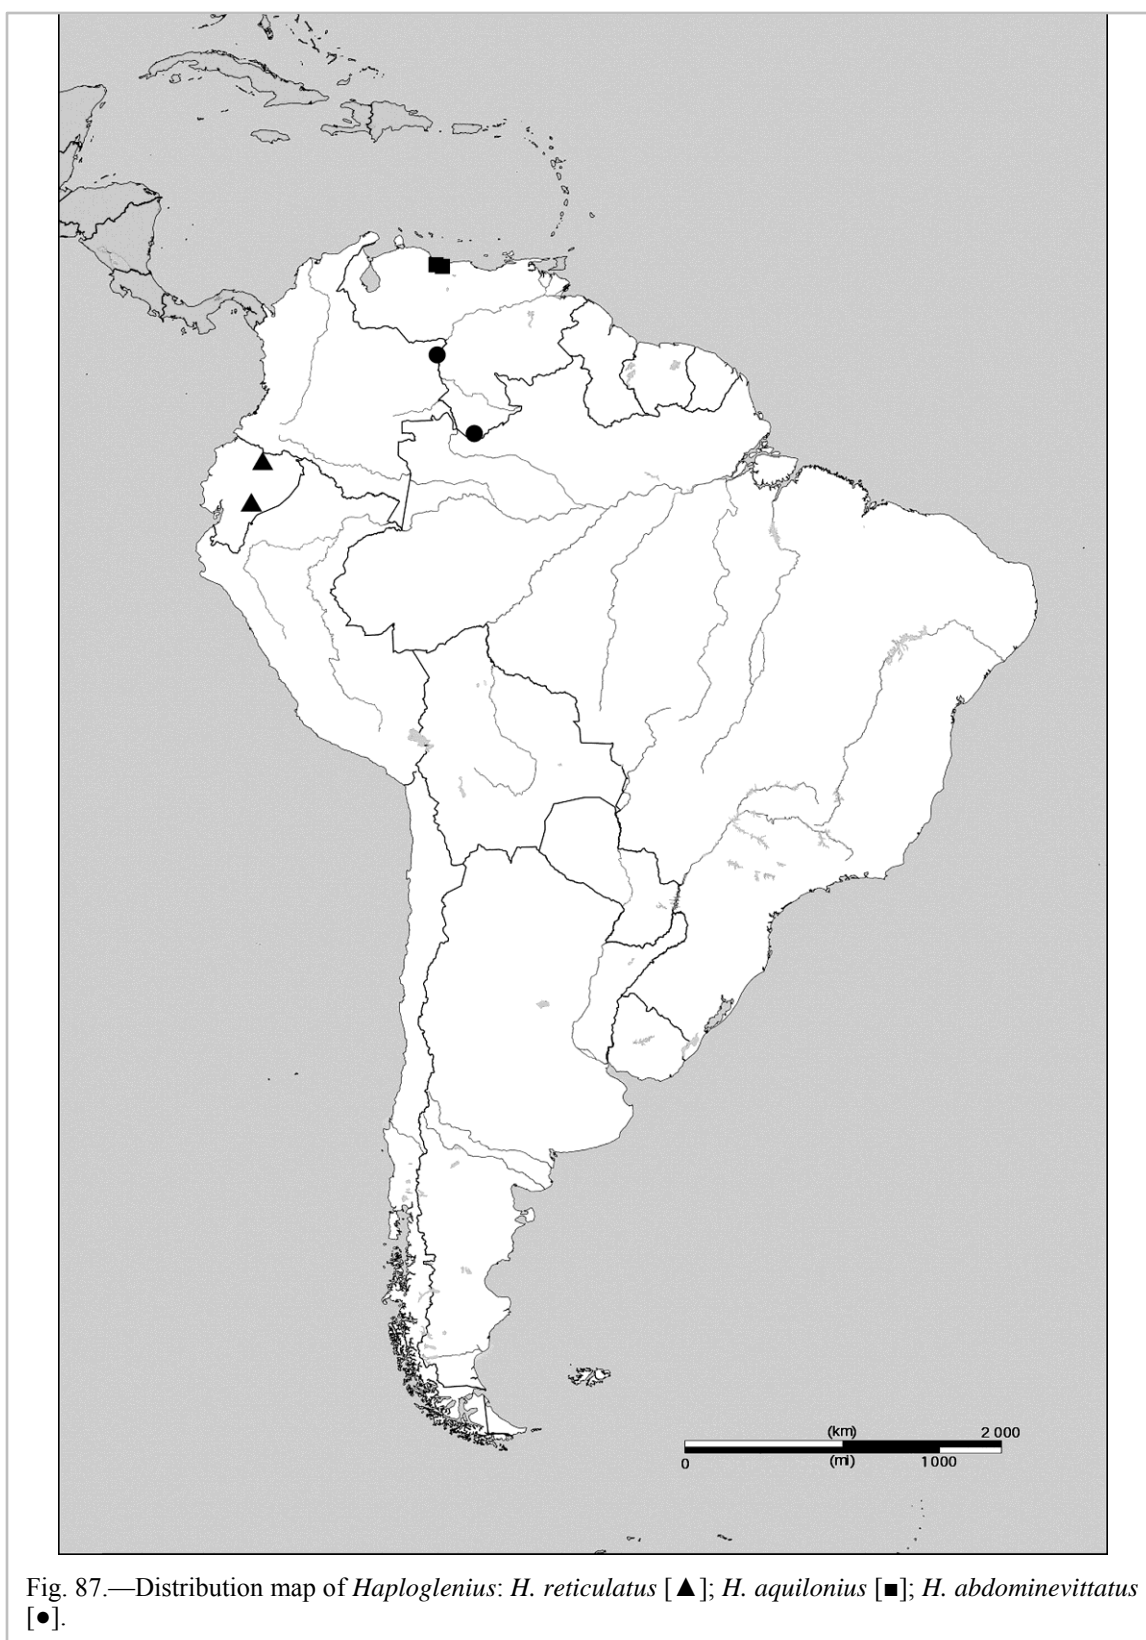 (km) 2 000
0 (mi) 1000
Fig. 87.—Distribution map of Haploglenius: H. reticulatus [▲]; H. aquilonius [■]; H. abdominevittatus
[●].